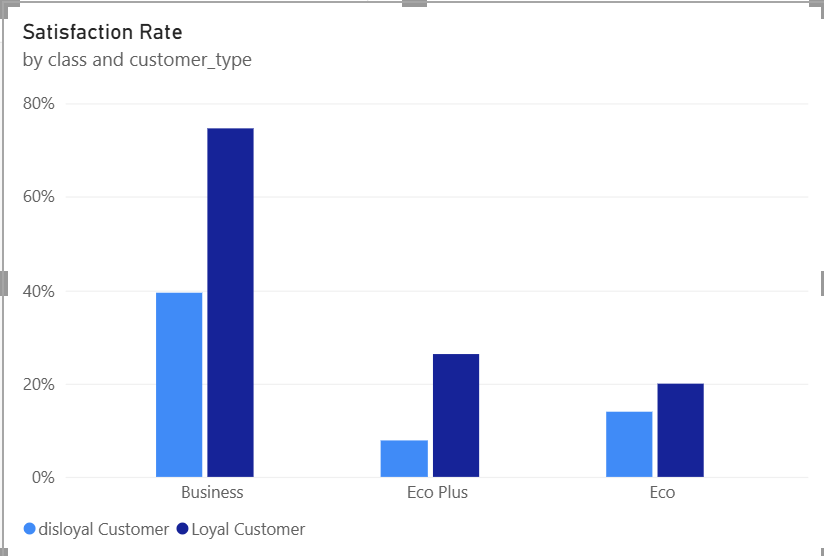 Satisfaction Rate
by class and customer_type
80%
60%
40%
20%
0%
Business Eco Plus Eco
disloyal Customer Loyal Customer